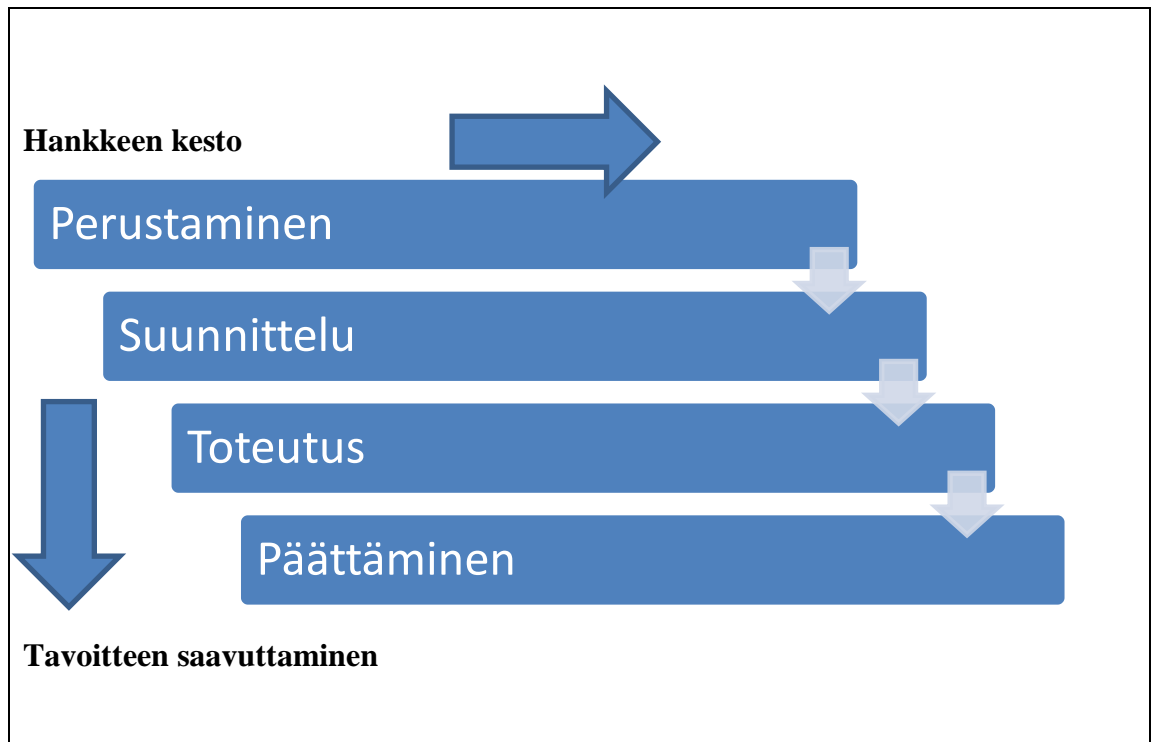 Hankkeen kesto
Perustaminen
Suunnittelu
Toteutus
Päättäminen
Tavoitteen saavuttaminen